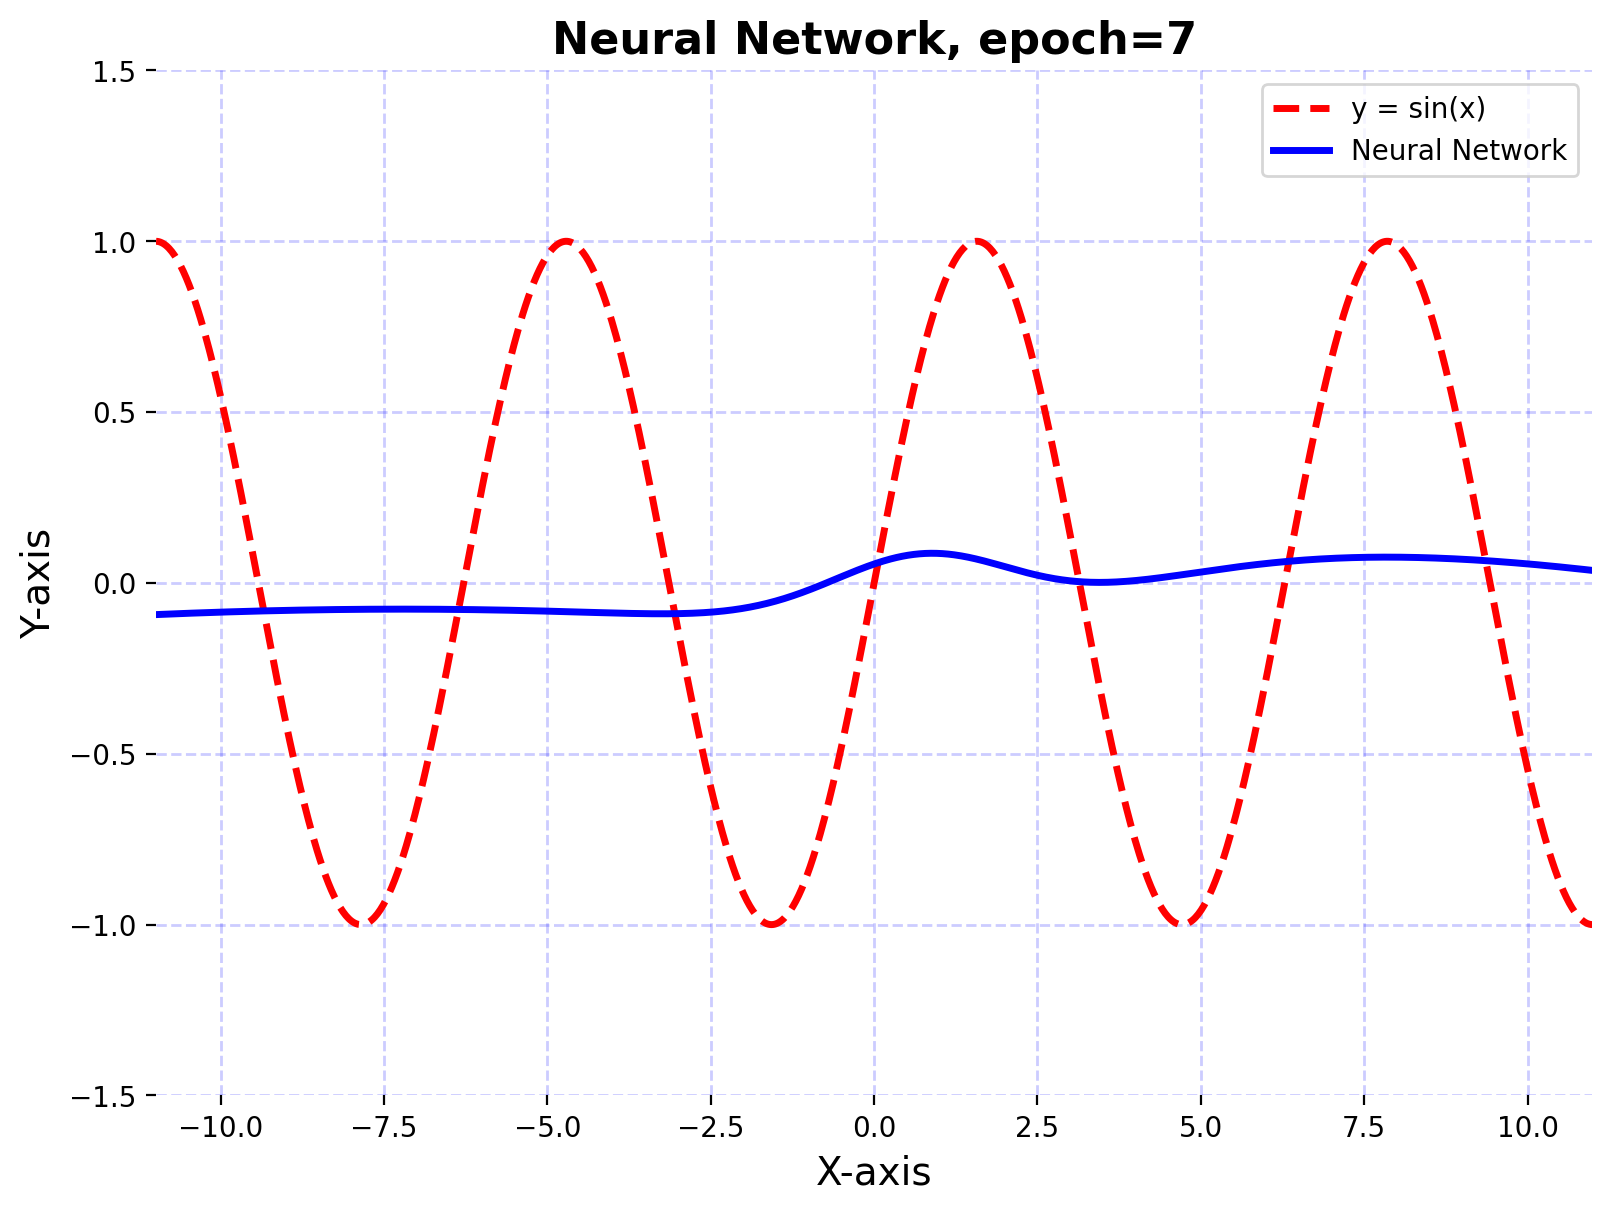 Neural Network, epoch=7
y = sin(x)
Neural Network
1.5
1.0
0.5
0.0
−0.5
−1.0
−1.5
Y-axis
−10.0 −7.5 −5.0 −2.5 0.0 2.5 5.0 7.5 10.0
X-axis